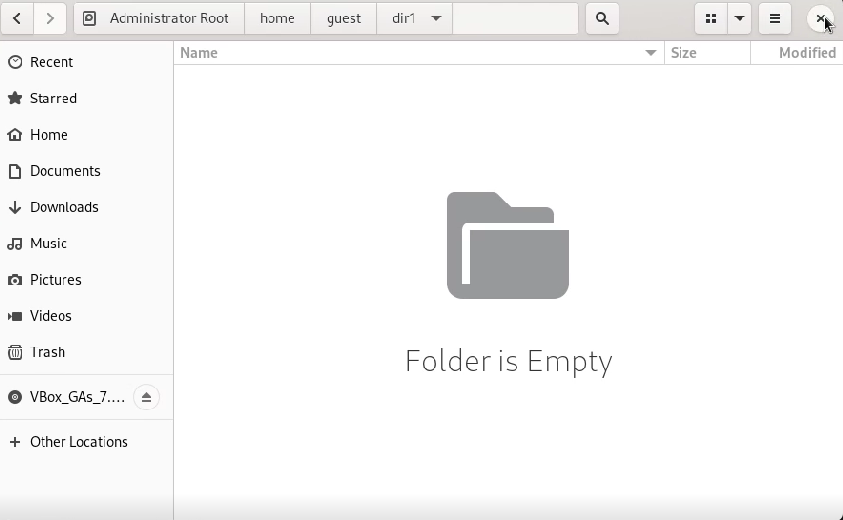 Administrator Root home guest dir1
Name Size Modified
Recent
Starred
Home
Documents
Downloads
Music
Pictures
Videos
Trash
VBox_GAs_7....
Other Locations
Folder is Empty